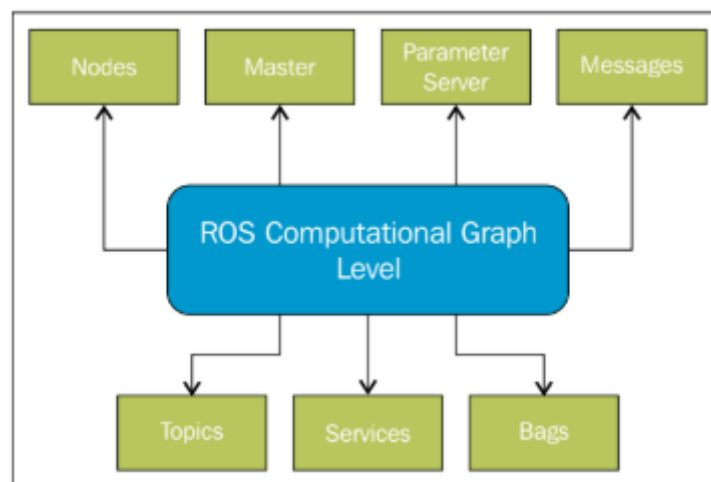 Nodes
Master
Parameter
Server
Messages
ROS Computational Graph
Level
Topics
Services
Bags